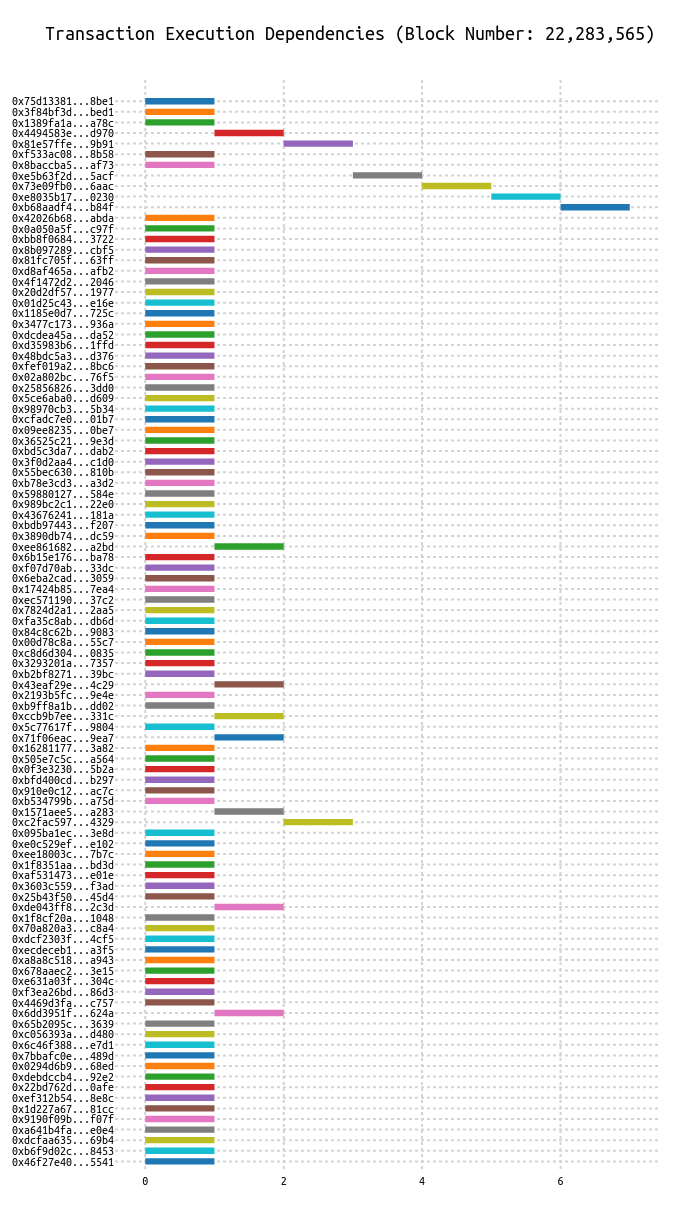 Transaction Execution Dependencies (Block Number: 22,283,565)
0x75d13381...8be1
0x3f84bf3d...bed1
0x1389fa1a...a78c
0x4494583e...d970
0x81e57ffe...9b91
0xf533ac08...8b58
0x8baccba5...af73
0xe5b63f2d...5acf
0x73e09fb0...6aac
0xe8035b17...0230
0xb68aadf4...b84f
0x42026b68...abda
0x0a050a5f...c97f
0xbb8f0684...3722
0x8b097289...cbf5
0x81fc705f...63ff
0xd8af465a...afb2
0x4f1472d2...2046
0x20d2df57...1977
0x01d25c43...e16e
0x1185e0d7...725c
0x3477c173...936a
0xdcdea45a...da52
0xd35983b6...1ffd
0x48bdc5a3...d376
0xfef019a2...8bc6
0x02a802bc...76f5
0x25856826...3dd0
0x5ce6aba0...d609
0x98970cb3...5b34
0xcfadc7e0...01b7
0x09ee8235...0be7
0x36525c21...9e3d
0xbd5c3da7...dab2
0x3f0d2aa4...c1d0
0x55bec630...810b
0xb78e3cd3...a3d2
0x59880127...584e
0x989bc2c1...22e0
0x43676241...181a
0xbdb97443...f207
0x3890db74...dc59
0xee861682...a2bd
0x6b15e176...ba78
0xf07d70ab...33dc
0x6eba2cad...3059
0x17424b85...7ea4
0xec571190...37c2
0x7824d2a1...2aa5
0xfa35c8ab...db6d
0x84c8c62b...9083
0x00d78c8a...55c7
0xc8d6d304...0835
0x3293201a...7357
0xb2bf8271...39bc
0x43eaf29e...4c29
0x2193b5fc...9e4e
0xb9ff8a1b...dd02
0xccb9b7ee...331c
0x5c77617f...9804
0x71f06eac...9ea7
0x16281177...3a82
0x505e7c5c...a564
0x0f3e3230...5b2a
0xbfd400cd...b297
0x910e0c12...ac7c
0xb534799b...a75d
0x1571aee5...a283
0xc2fac597...4329
0x095ba1ec...3e8d
0xe0c529ef...e102
0xee18003c...7b7c
0x1f8351aa...bd3d
0xaf531473...e01e
0x3603c559...f3ad
0x25b43f50...45d4
0xde043ff8...2c3d
0x1f8cf20a...1048
0x70a820a3...c8a4
0xdcf2303f...4cf5
0xecdeceb1...a3f5
0xa8a8c518...a943
0x678aaec2...3e15
0xe631a03f...304c
0xf3ea26bd...86d3
0x4469d3fa...c757
0x6dd3951f...624a
0x65b2095c...3639
0xc056393a...d480
0x6c46f388...e7d1
0x7bbafc0e...489d
0x0294d6b9...68ed
0xdebdccb4...92e2
0x22bd762d...0afe
0xef312b54...8e8c
0x1d227a67...81cc
0x9190f09b...f07f
0xa641b4fa...e0e4
0xdcfaa635...69b4
0xb6f9d02c...8453
0x46f27e40...5541
0 2 4 6